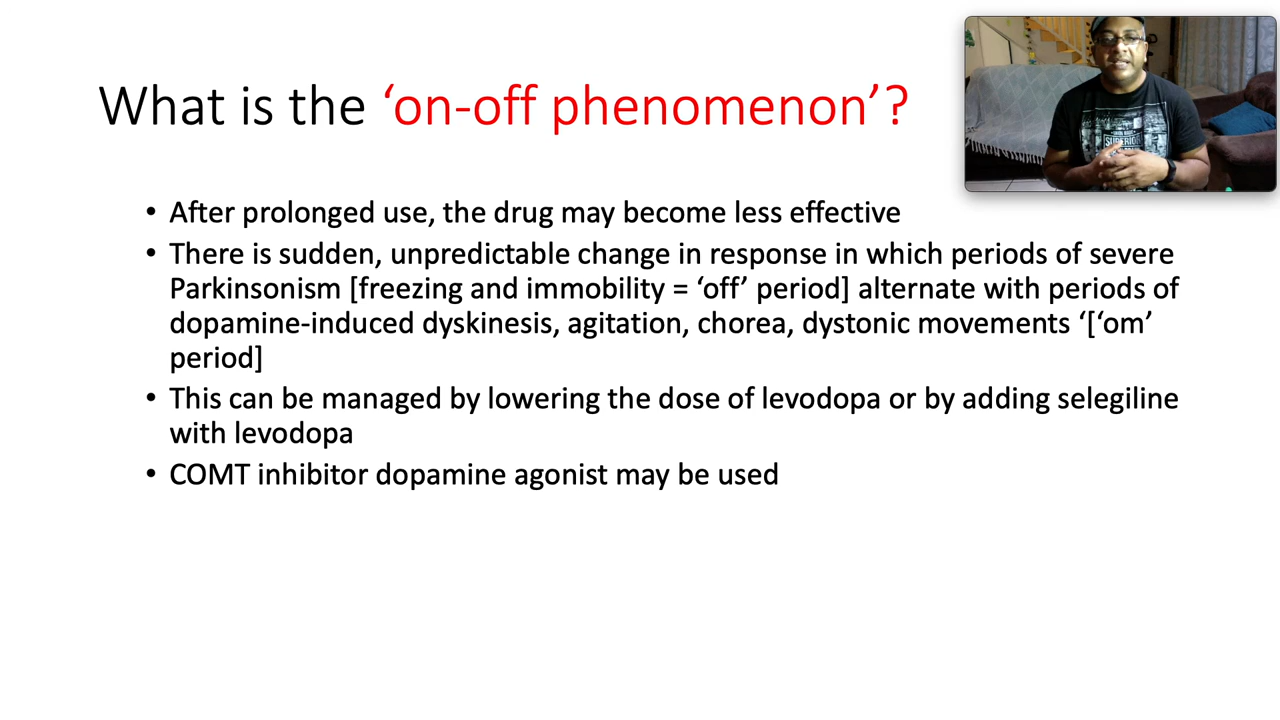 What is the ‘on-off phenomenon’?
• After prolonged use, the drug may become less effective
• There is sudden, unpredictable change in response in which periods of severe
Parkinsonism [freezing and immobility = ‘off’ period] alternate with periods of
dopamine-induced dyskinesis, agitation, chorea, dystonic movements ‘[‘om’
period]
• This can be managed by lowering the dose of levodopa or by adding selegiline
with levodopa
• COMT inhibitor dopamine agonist may be used
SUPERIOR